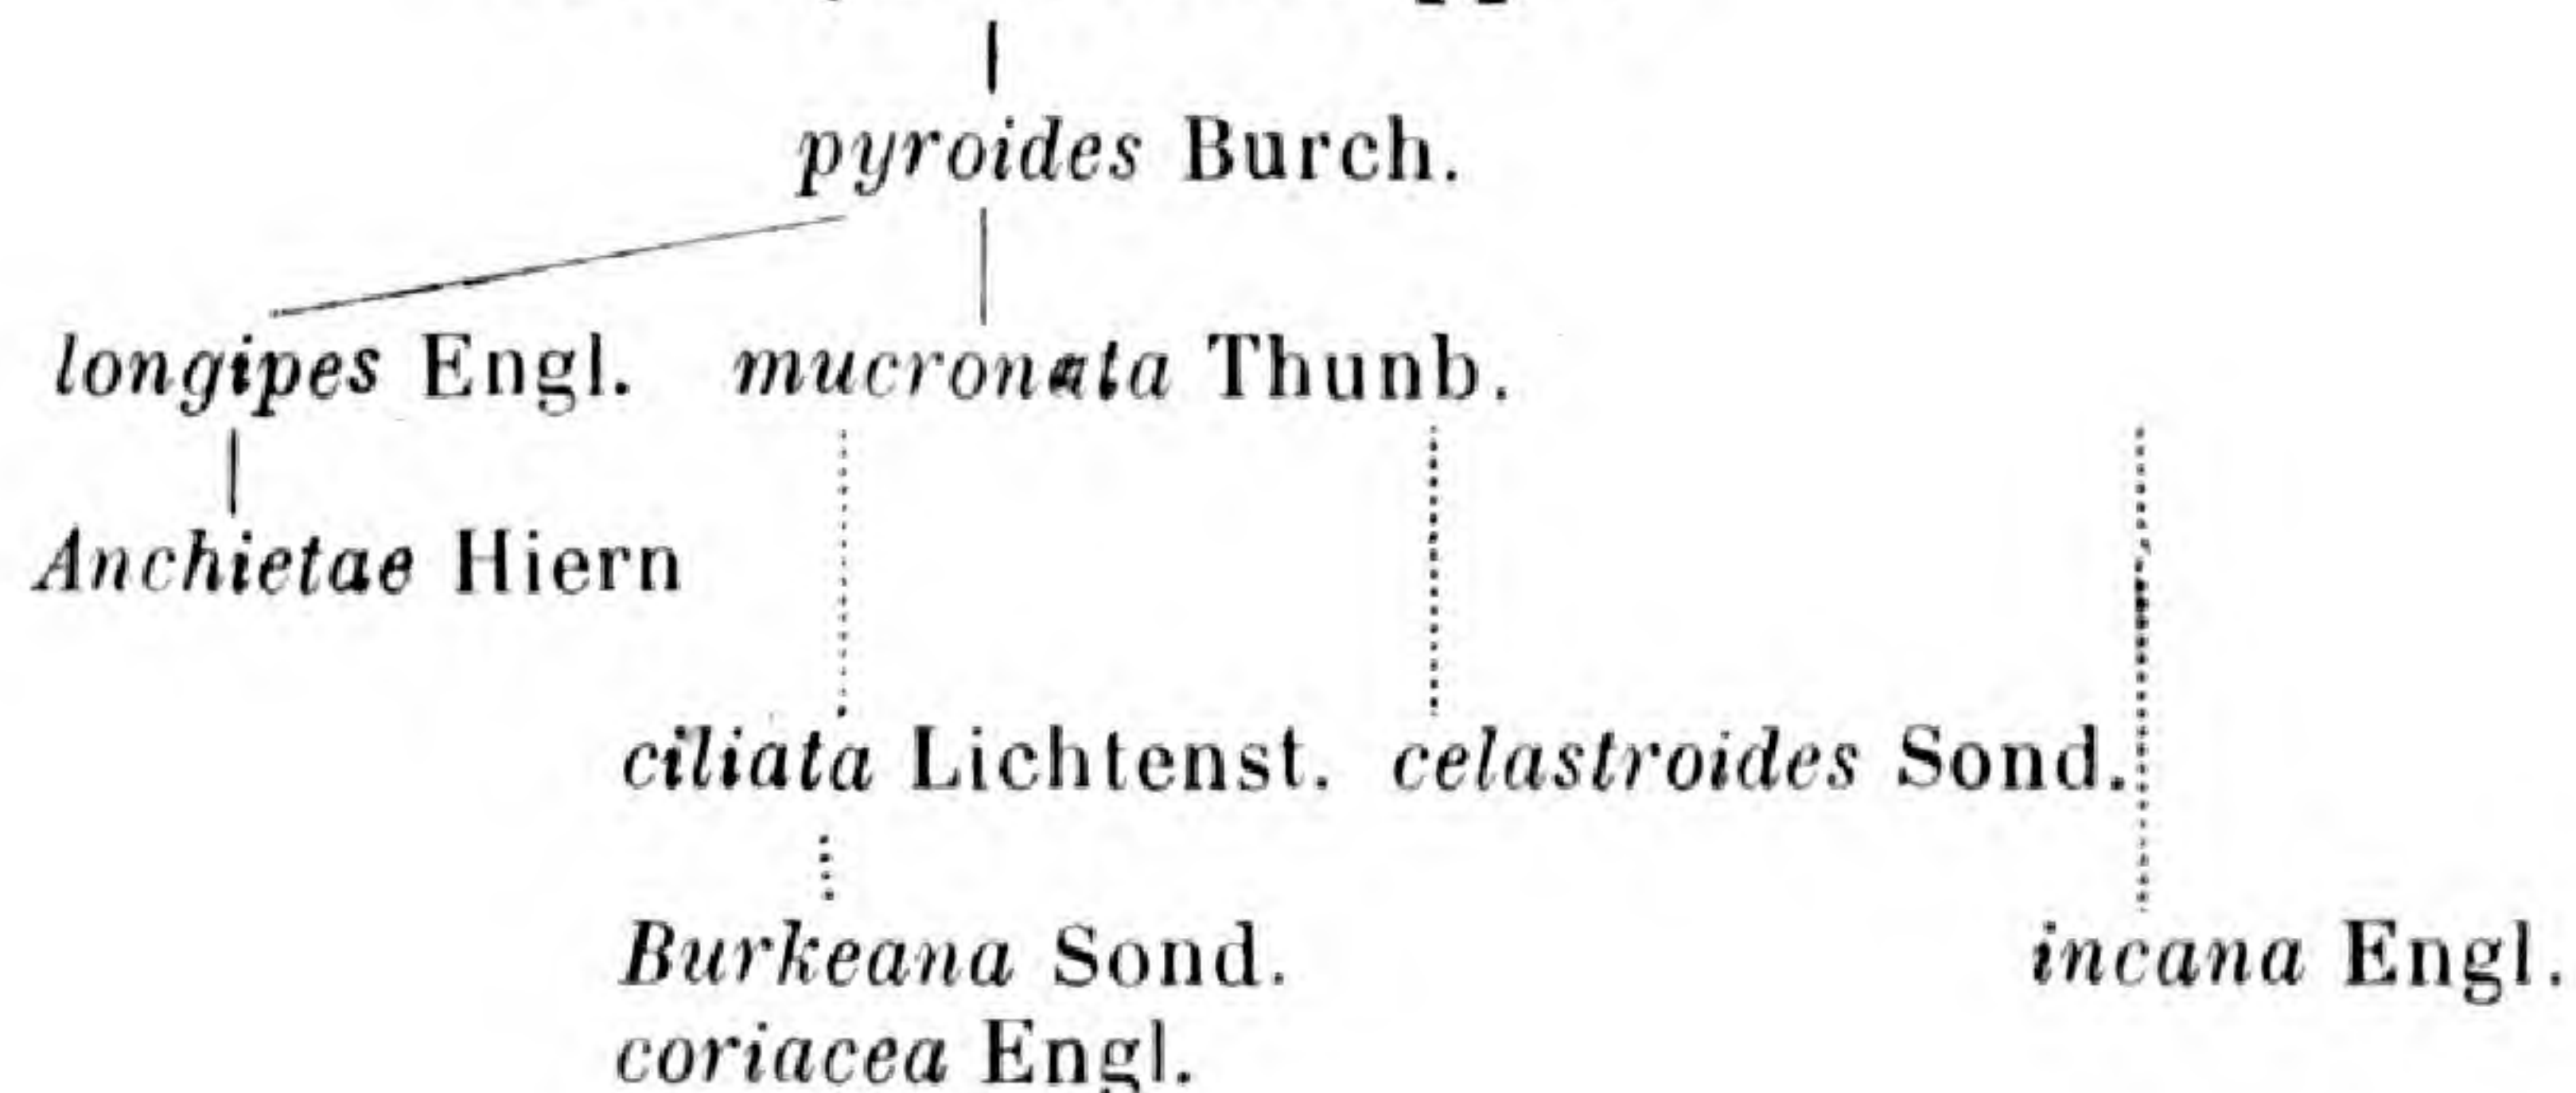 pyroides Burch.
longipes Engl. mucronata Thunb.
Anchietae Hiern
ciliata Lichtenst. celastroides Sond.
Burkeana Sond. incana Engl.
coriacea Engl.